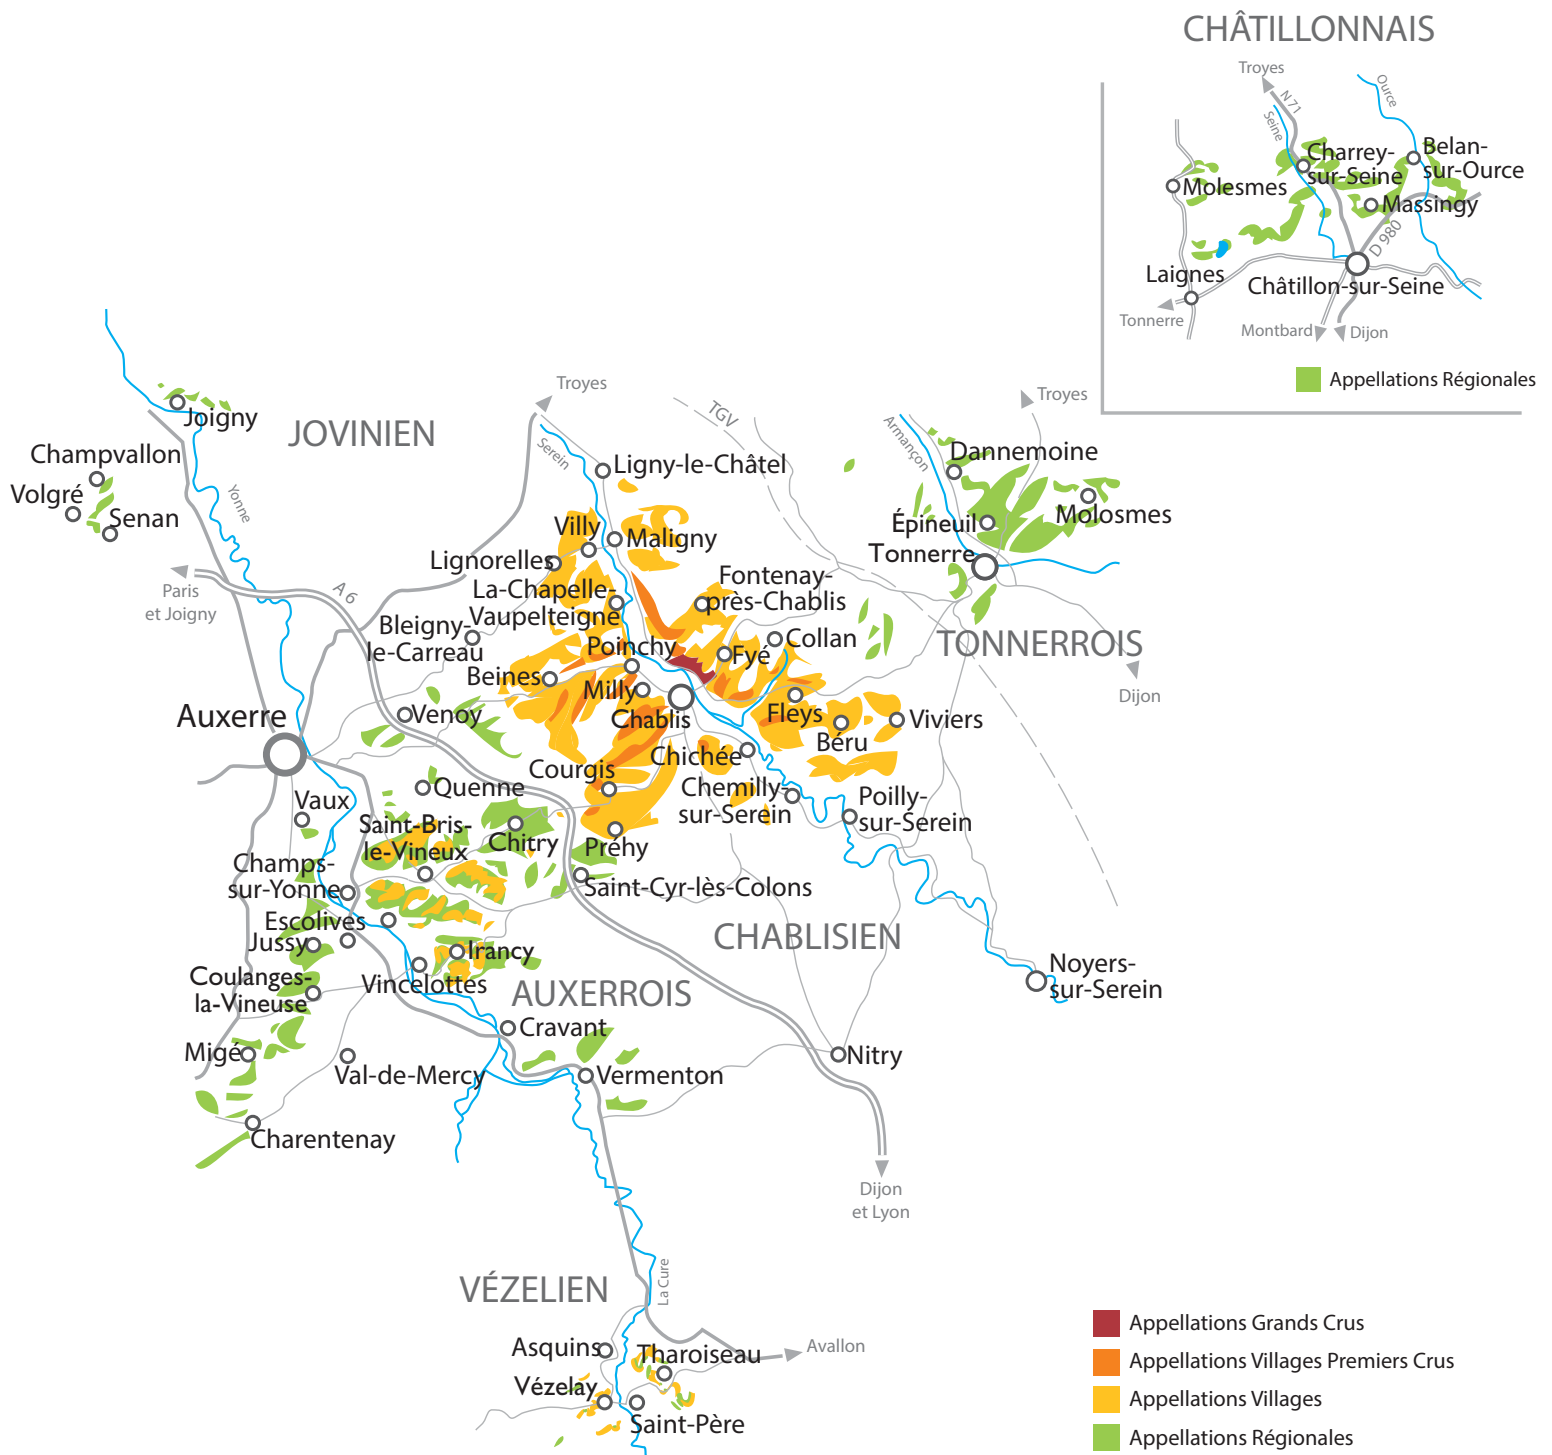 CHÂTILLONNAIS
Troyes
N 71
Seine
Ource
Charrey-
sur-Seine
Belan-
sur-Ource
Molesmes
Massingy
D 980
Laignes
Châtillon-sur-Seine
Tonnerre
Montbard
Dijon
Appellations Régionales
Joigny
JOVINIEN
Champvallon
Volgré
Senan
Yonne
Paris
et Joigny
A 6
Troyes
Serein
TGV
Ligny-le-Châtel
Armançon
Troyes
Dannemoine
Molosmes
Épineuil
Tonnerre
TONNERROIS
Dijon
Villy
Maligny
Lignorelles
La-Chapelle-
Vaupelteigne
Fontenay-
près-Chablis
Bleigny-
le-Carreau
Poinchy
Fyé
Collan
Beines
Milly
Chablis
Fleys
Béru
Viviers
Auxerre
Venoy
Chichée
Courgis
Chemilly-
sur-Serein
Poilly-
sur-Serein
Quenne
Vaux
Saint-Bris-
le-Vineux
Chitry
Préhy
Champs-
sur-Yonne
Saint-Cyr-lès-Colons
Escolives
Jussy
Irancy
CHABLISIEN
Coulanges-
la-Vineuse
Vincelottes
AUXERROIS
Noyers-
sur-Serein
Cravant
Migé
Val-de-Mercy
Vermenton
Nitry
Charentenay
Dijon
et Lyon
VÉZELIEN
La Cure
Asquins
Tharoiseau
Avallon
Vézelay
Saint-Père
Appellations Grands Crus
Appellations Villages Premiers Crus
Appellations Villages
Appellations Régionales